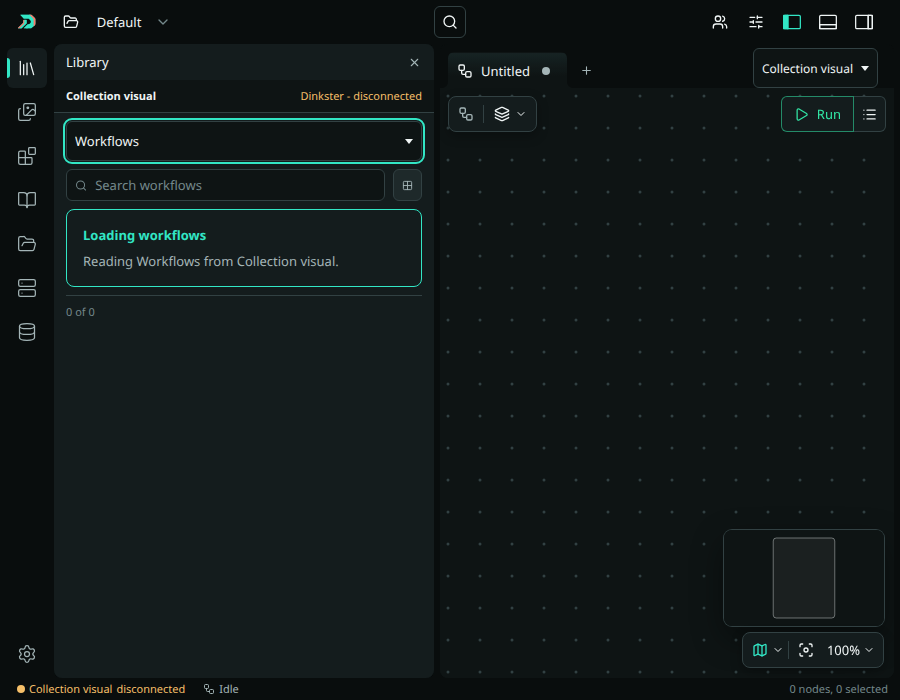 Default
Library
Collection visual
Dinkster - disconnected
Workflows
Search workflows
Loading workflows
Reading Workflows from Collection visual.
0 of 0
Untitled
Collection visual
Run
100%
Collection visual disconnected
Idle
0 nodes, 0 selected